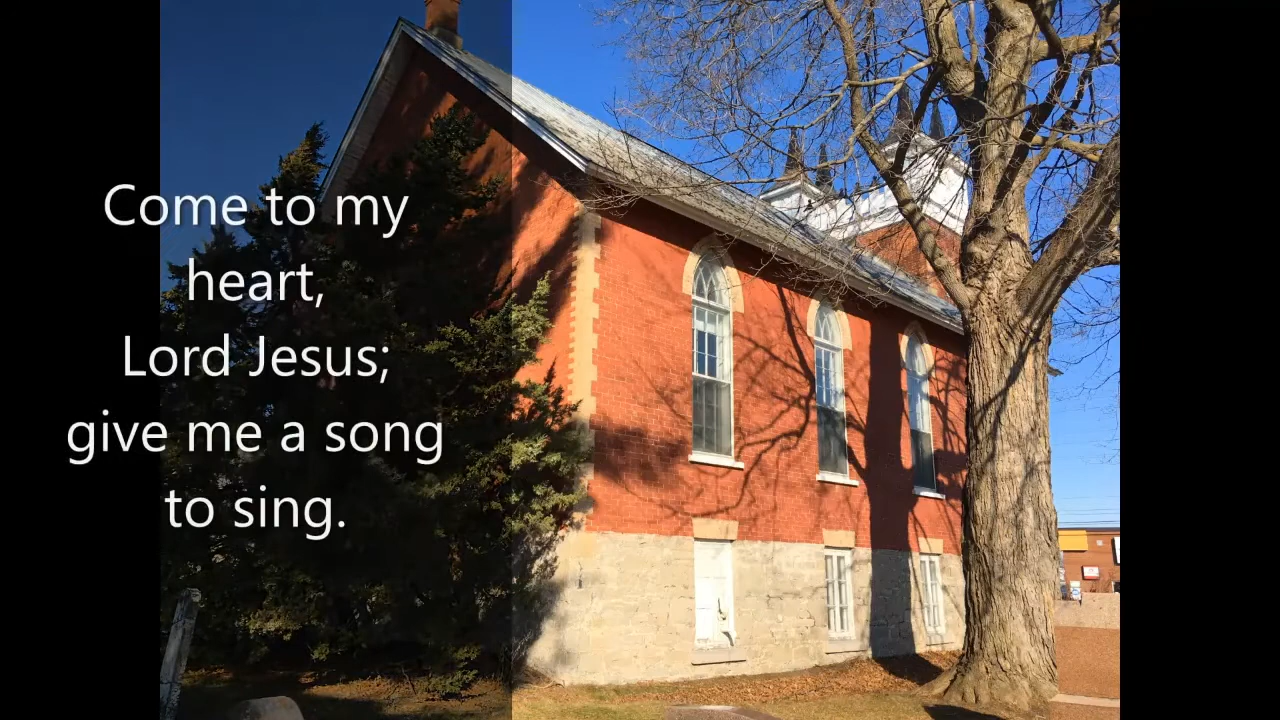 Come to my
heart,
Lord Jesus;
give me a song
to sing.